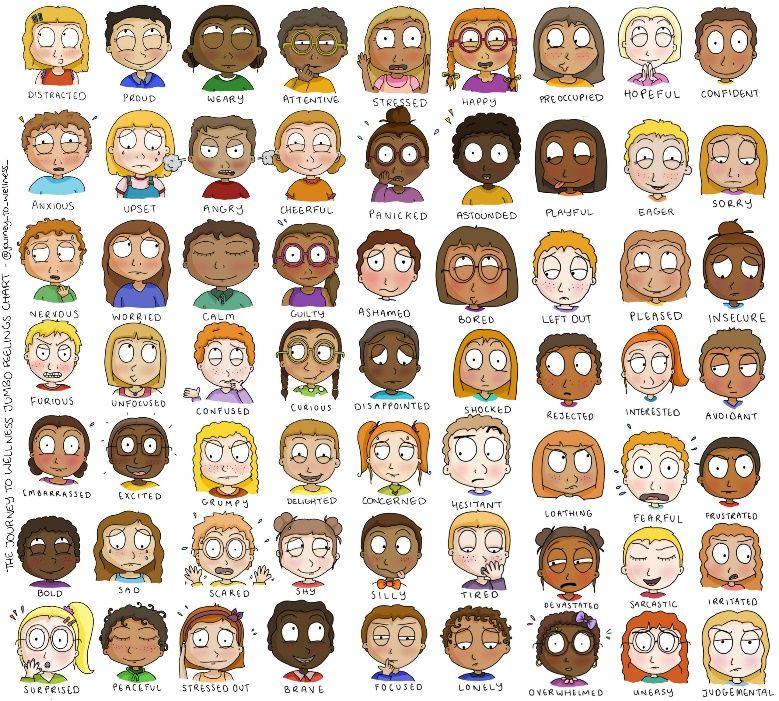 DISTRACTED PROUD WEARY ATTENTIVE STRESSED HAPPY PREOCCUPIED HOPEFUL CONFIDENT
ANXIOUS UPSET ANGRY CHEERFUL PANICKED ASTOUNDED PLAYFUL EAGER SORRY
NERVOUS WORRIED CALM GUILTY ASHAMED BORED LEFT OUT PLEASED INSECURE
FURIOUS UNFOCUSED CONFUSED CURIOUS DISAPPOINTED SHOCKED REJECTED INTERESTED AVOIDANT
EMBARRASSED EXCITED GRUMPY DELIGHTED CONCERNED HESITANT LOATHING FEARFUL FRUSTRATED
BOLD SAD SCARED SHY SILLY TIRED DEVASTATED SARCASTIC IRRITATED
SURPRISED PEACEFUL STRESSED OUT BRAVE FOCUSED LONELY OVERWHELMED UNEASY JUDGEMENTAL
THE JOURNEY TO WELLNESS JUMBO FEELINGS CHART - @journey_to_wellness_